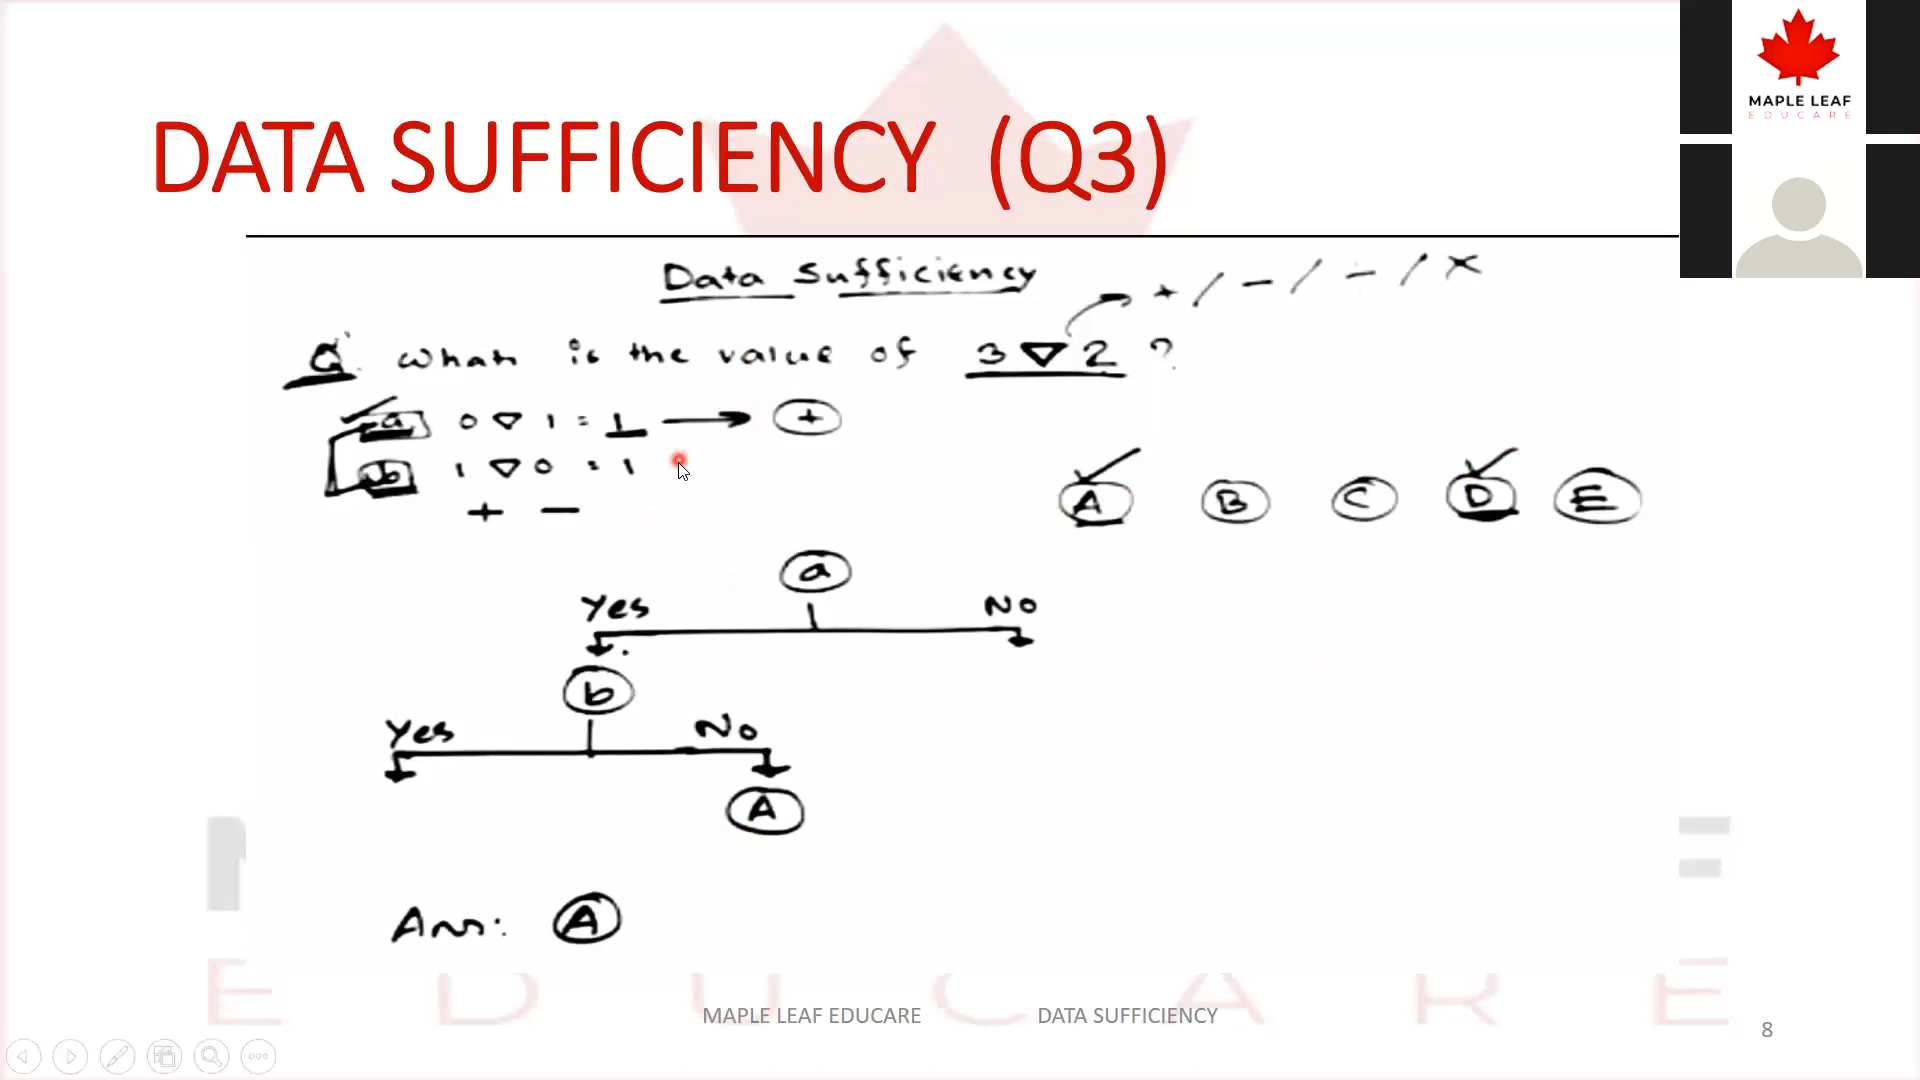 MAPLE LEAF
EDUCARE
DATA SUFFICIENCY (Q3)
Data Sufficiency
+ / - / ÷ / ×
Q. What is the value of 3 ▽ 2 ?
a 0 ▽ 1 = 1 → +
b 1 ▽ 0 = 1
+ −
A B C D E
a
Yes No
b
Yes No
A
Ans: A
EDUCARE
MAPLE LEAF EDUCARE DATA SUFFICIENCY
8